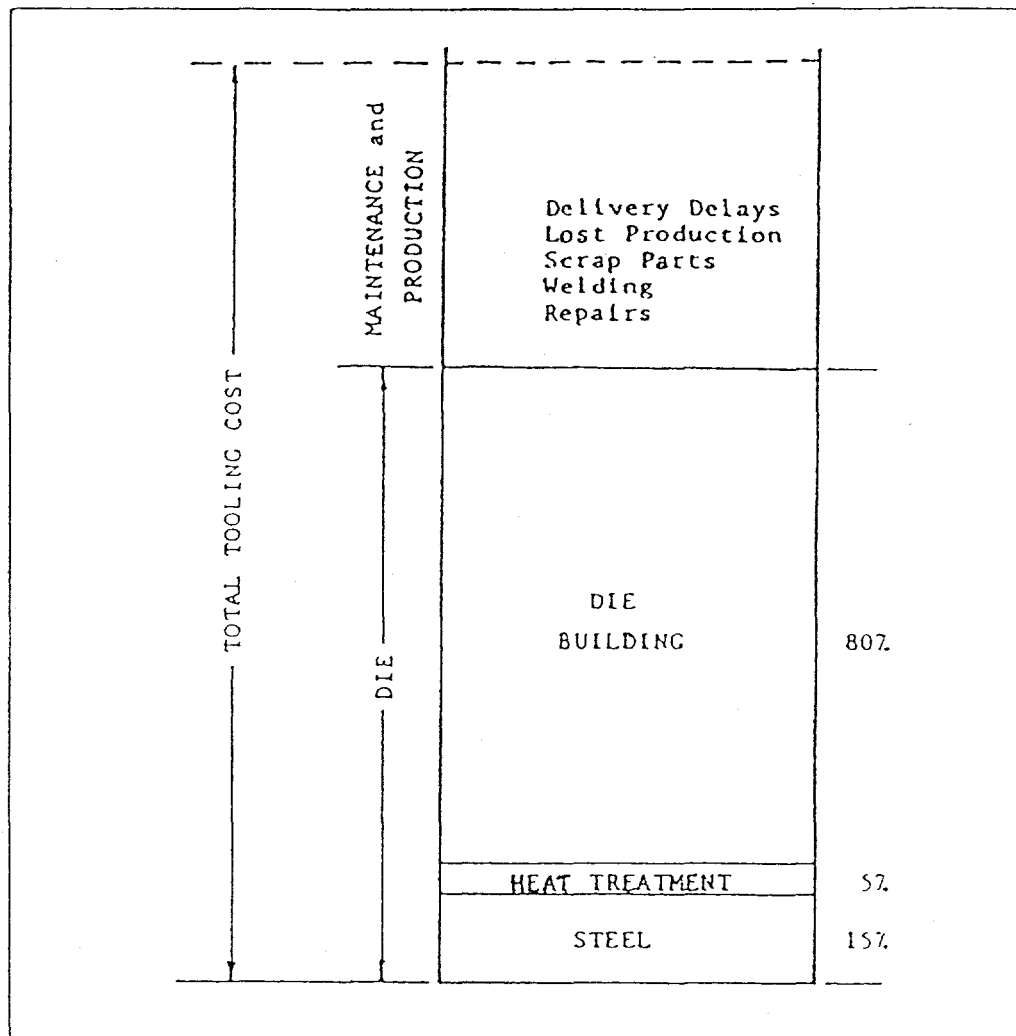 MAINTENANCE and
PRODUCTION
Delivery Delays
Lost Production
Scrap Parts
Welding
Repairs
TOTAL TOOLING COST
DIE
DIE
BUILDING
80%
HEAT TREATMENT
5%
STEEL
15%